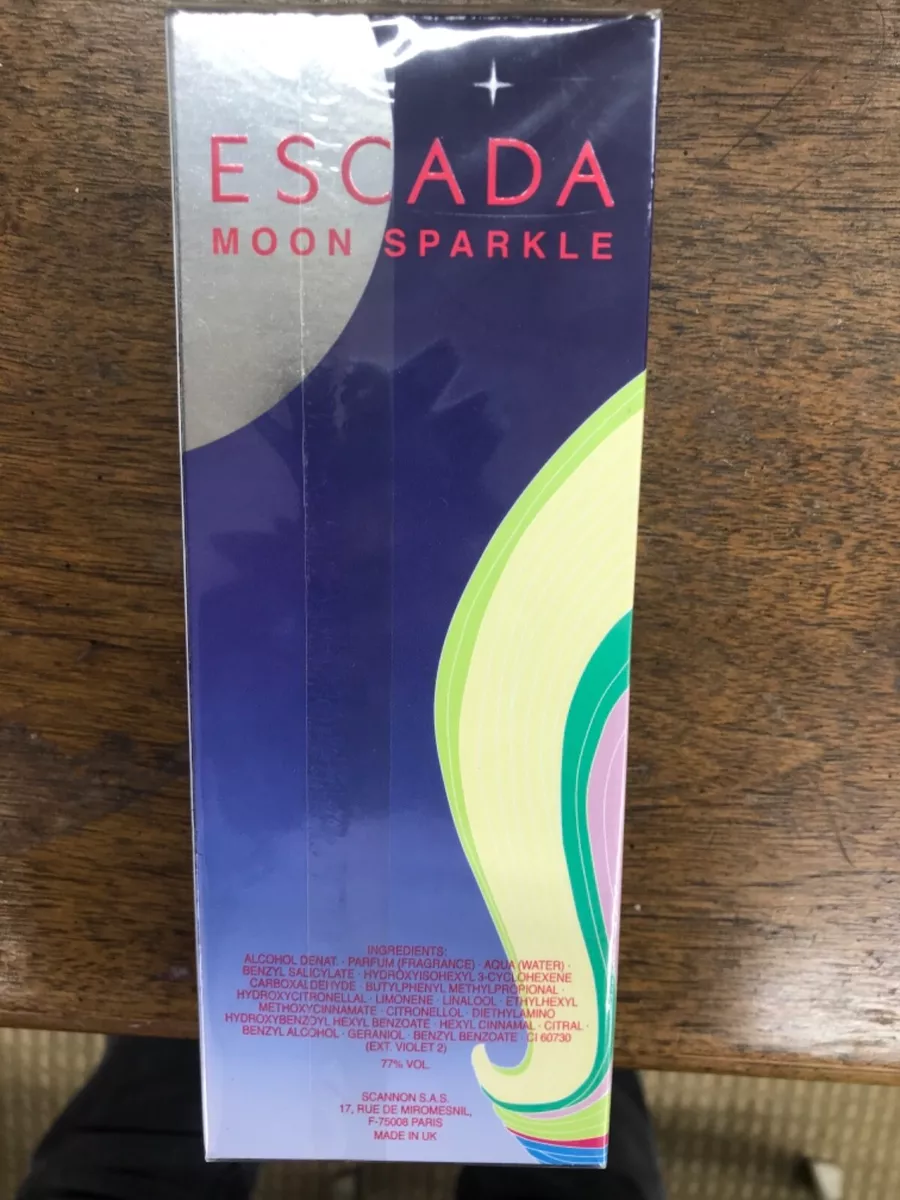 ESCADA
MOON SPARKLE
INGREDIENTS:
ALCOHOL DENAT. · PARFUM (FRAGRANCE) · AQUA (WATER) ·
BENZYL SALICYLATE · HYDROXYISOHEXYL 3-CYCLOHEXENE
CARBOXALDEHYDE · BUTYLPHENYL METHYLPROPIONAL ·
HYDROXYCITRONELLAL · LIMONENE · LINALOOL · ETHYLHEXYL
METHOXYCINNAMATE · CITRONELLOL · DIETHYLAMINO
HYDROXYBENZOYL HEXYL BENZOATE · HEXYL CINNAMAL · CITRAL ·
BENZYL ALCOHOL · GERANIOL · BENZYL BENZOATE · CI 60730
(EXT. VIOLET 2)
77% VOL.
SCANNON S.A.S.
17, RUE DE MIROMESNIL,
F-75008 PARIS
MADE IN UK